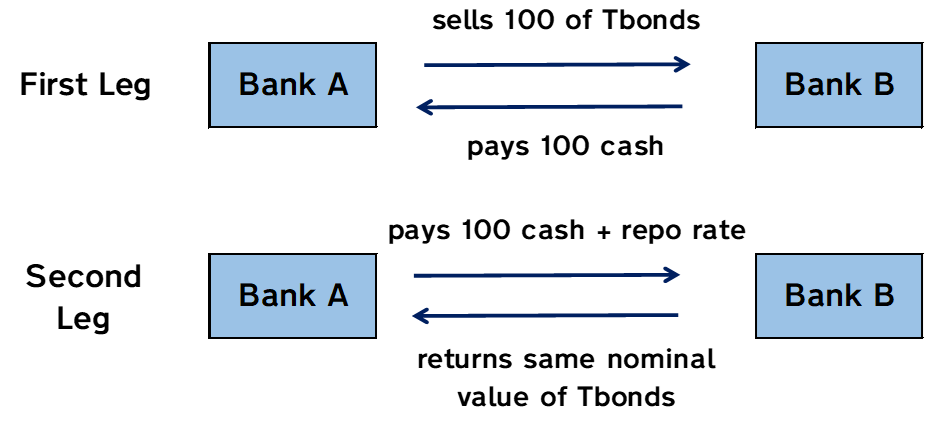 sells 100 of Tbonds
First Leg
Bank A
Bank B
pays 100 cash
pays 100 cash + repo rate
Second
Leg
Bank A
Bank B
returns same nominal
value of Tbonds